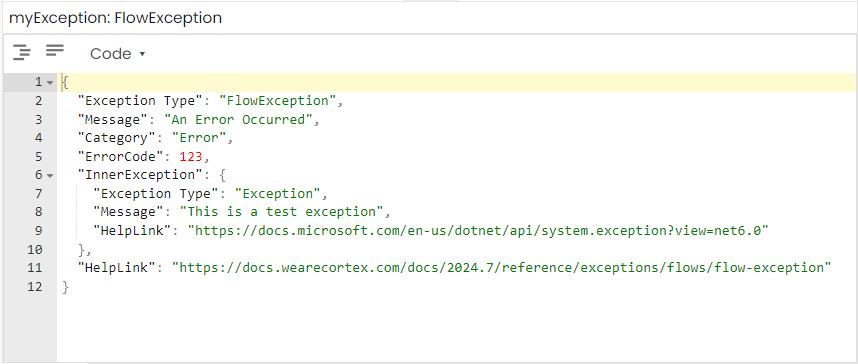 myException: FlowException
Code
1 {
2 "Exception Type": "FlowException",
3 "Message": "An Error Occurred",
4 "Category": "Error",
5 "ErrorCode": 123,
6 "InnerException": {
7 "Exception Type": "Exception",
8 "Message": "This is a test exception",
9 "HelpLink": "https://docs.microsoft.com/en-us/dotnet/api/system.exception?view=net6.0"
10 },
11 "HelpLink": "https://docs.wearecortex.com/docs/2024.7/reference/exceptions/flows/flow-exception"
12 }